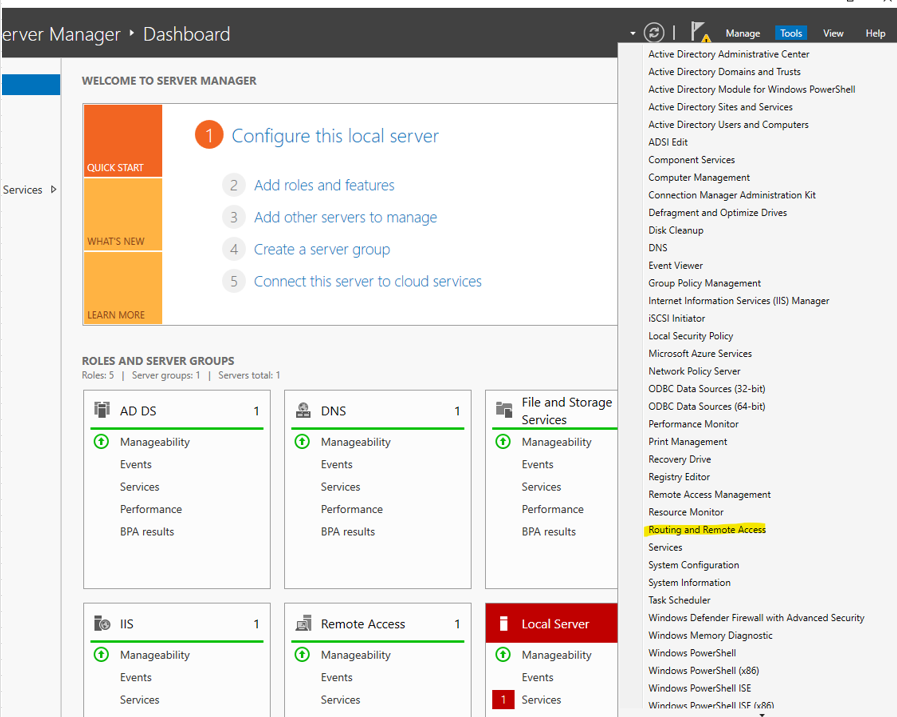 erver Manager ‣ Dashboard
Manage Tools View Help
WELCOME TO SERVER MANAGER
QUICK START
WHAT'S NEW
LEARN MORE
1 Configure this local server
2 Add roles and features
3 Add other servers to manage
4 Create a server group
5 Connect this server to cloud services
Services
ROLES AND SERVER GROUPS
Roles: 5 | Server groups: 1 | Servers total: 1
AD DS 1
Manageability
Events
Services
Performance
BPA results
DNS 1
Manageability
Events
Services
Performance
BPA results
File and Storage
Services
Manageability
Events
Services
Performance
BPA results
IIS 1
Manageability
Events
Services
Remote Access 1
Manageability
Events
Services
Local Server
Manageability
Events
1 Services
Active Directory Administrative Center
Active Directory Domains and Trusts
Active Directory Module for Windows PowerShell
Active Directory Sites and Services
Active Directory Users and Computers
ADSI Edit
Component Services
Computer Management
Connection Manager Administration Kit
Defragment and Optimize Drives
Disk Cleanup
DNS
Event Viewer
Group Policy Management
Internet Information Services (IIS) Manager
iSCSI Initiator
Local Security Policy
Microsoft Azure Services
Network Policy Server
ODBC Data Sources (32-bit)
ODBC Data Sources (64-bit)
Performance Monitor
Print Management
Recovery Drive
Registry Editor
Remote Access Management
Resource Monitor
Routing and Remote Access
Services
System Configuration
System Information
Task Scheduler
Windows Defender Firewall with Advanced Security
Windows Memory Diagnostic
Windows PowerShell
Windows PowerShell (x86)
Windows PowerShell ISE
Windows PowerShell ISE (x86)